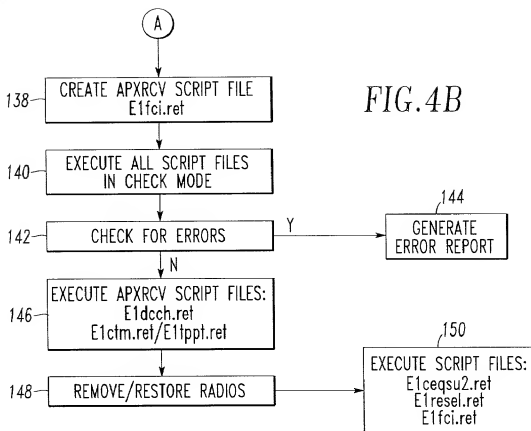 A
138
CREATE APXRCV SCRIPT FILE
E1fci.ret
FIG.4B
140
EXECUTE ALL SCRIPT FILES
IN CHECK MODE
142
CHECK FOR ERRORS
Y
144
GENERATE
ERROR REPORT
N
146
EXECUTE APXRCV SCRIPT FILES:
E1dcch.ret
E1ctm.ret/E1tppt.ret
148
REMOVE/RESTORE RADIOS
150
EXECUTE SCRIPT FILES:
E1ceqsu2.ret
E1resel.ret
E1fci.ret